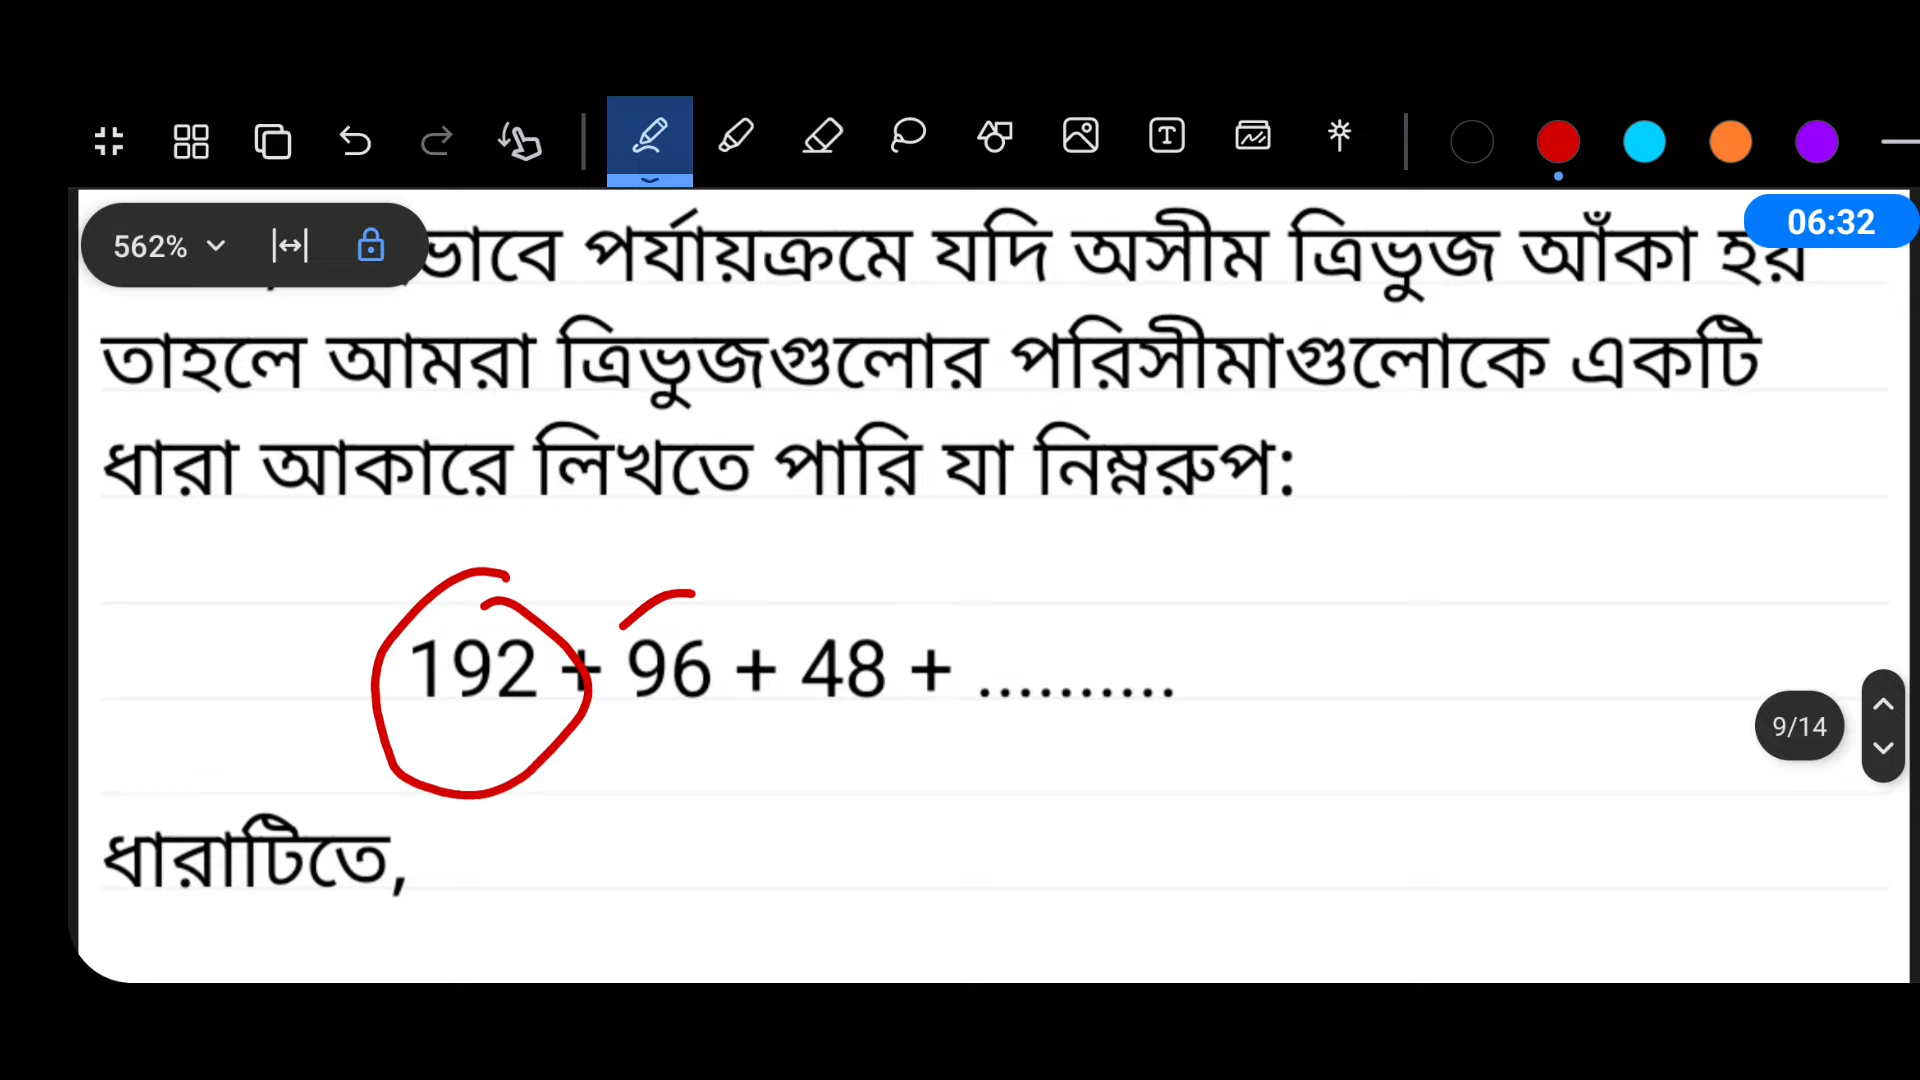 562%
06:32
ভাবে পর্যায়ক্রমে যদি অসীম ত্রিভুজ আঁকা হয়
তাহলে আমরা ত্রিভুজগুলোর পরিসীমাগুলোকে একটি
ধারা আকারে লিখতে পারি যা নিম্নরুপ:
192 + 96 + 48 + ..........
9/14
ধারাটিতে,